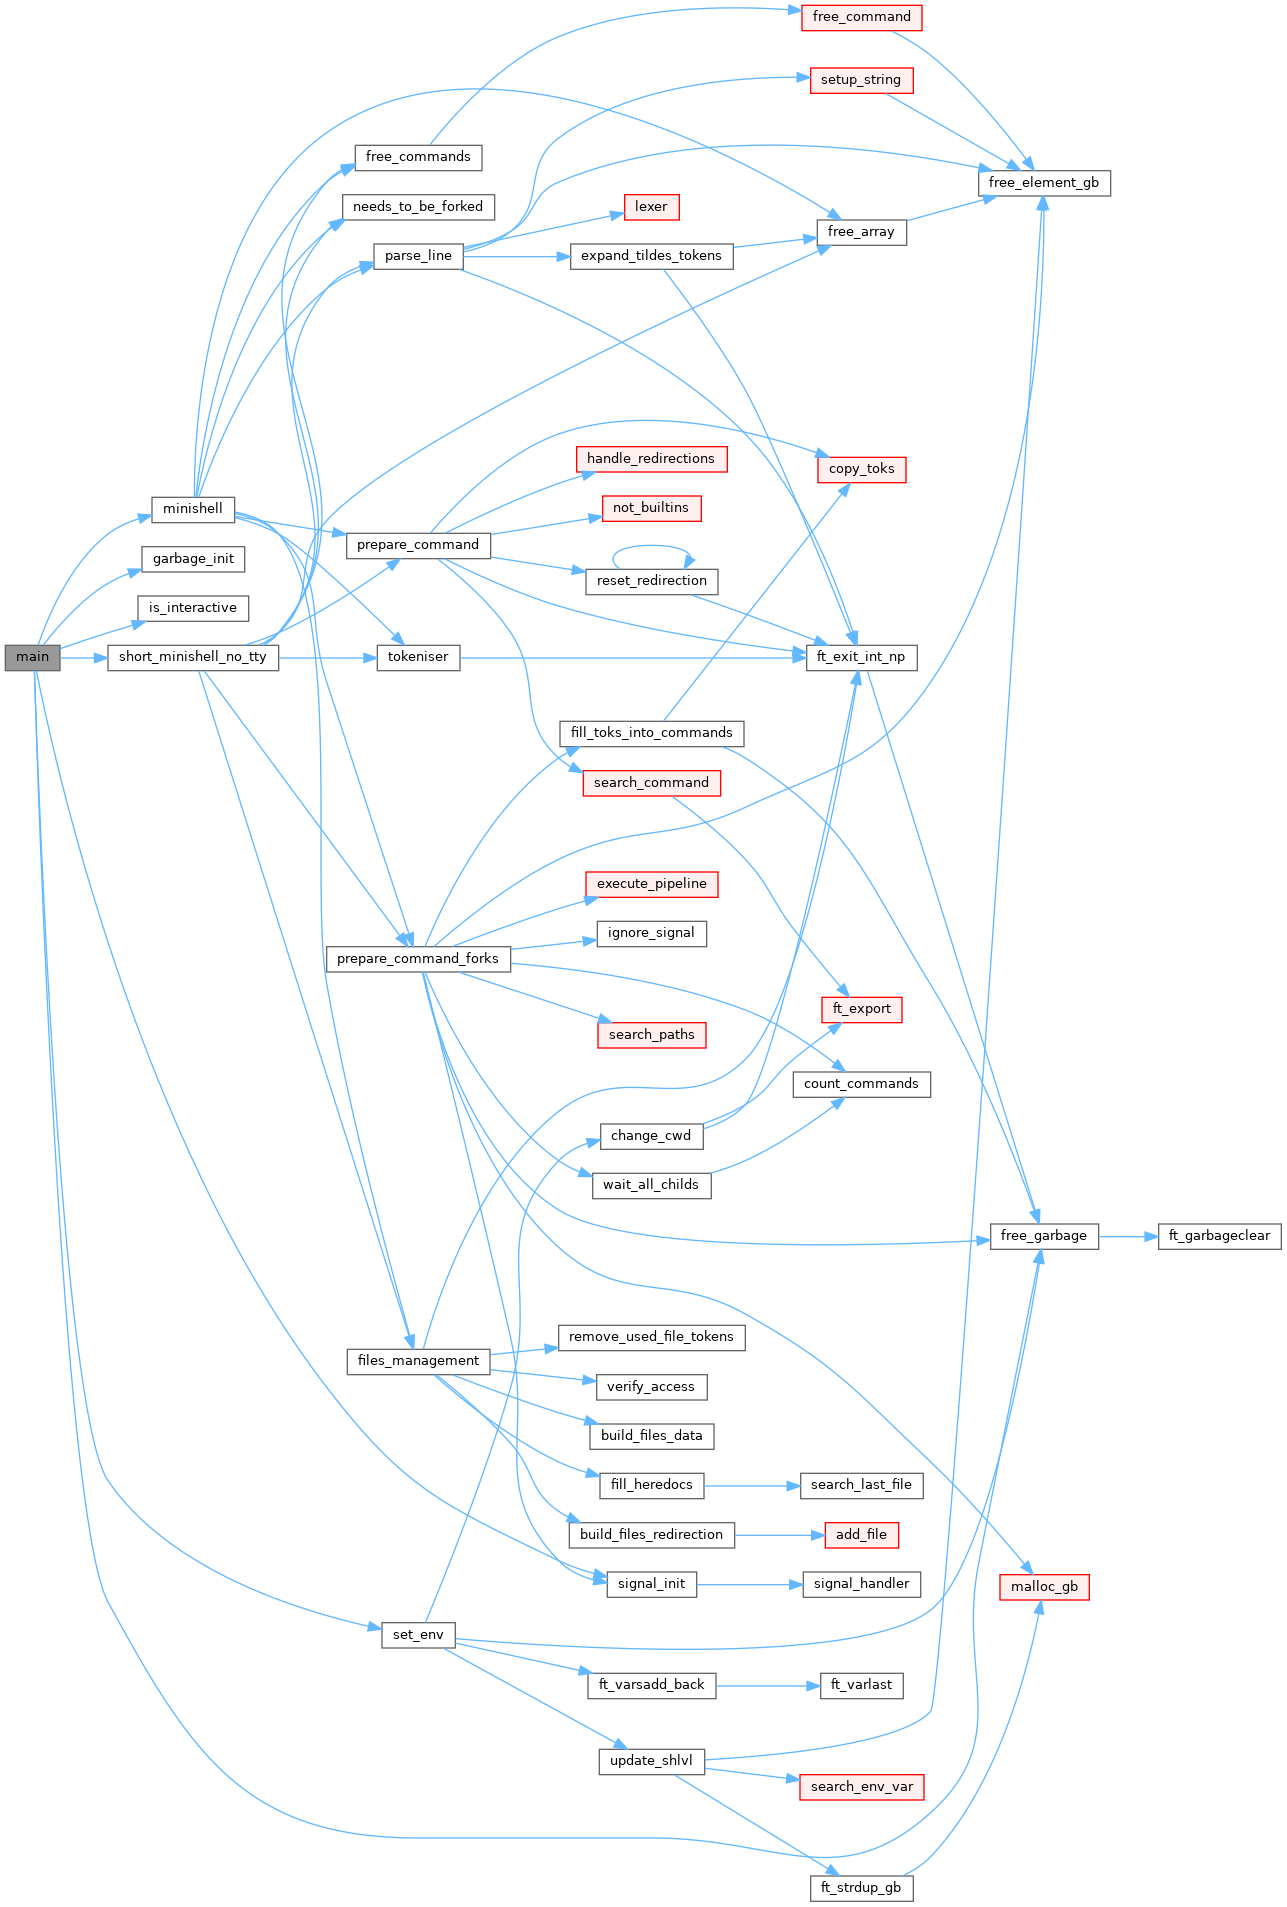 free_command
setup_string
free_commands
free_element_gb
needs_to_be_forked
lexer
free_array
parse_line
expand_tildes_tokens
handle_redirections
copy_toks
minishell
not_builtins
prepare_command
garbage_init
reset_redirection
is_interactive
main
short_minishell_no_tty
tokeniser
ft_exit_int_np
fill_toks_into_commands
search_command
execute_pipeline
ignore_signal
prepare_command_forks
ft_export
search_paths
count_commands
change_cwd
wait_all_childs
free_garbage
ft_garbageclear
remove_used_file_tokens
files_management
verify_access
build_files_data
fill_heredocs
search_last_file
build_files_redirection
add_file
signal_init
signal_handler
malloc_gb
set_env
ft_varsadd_back
ft_varlast
update_shlvl
search_env_var
ft_strdup_gb